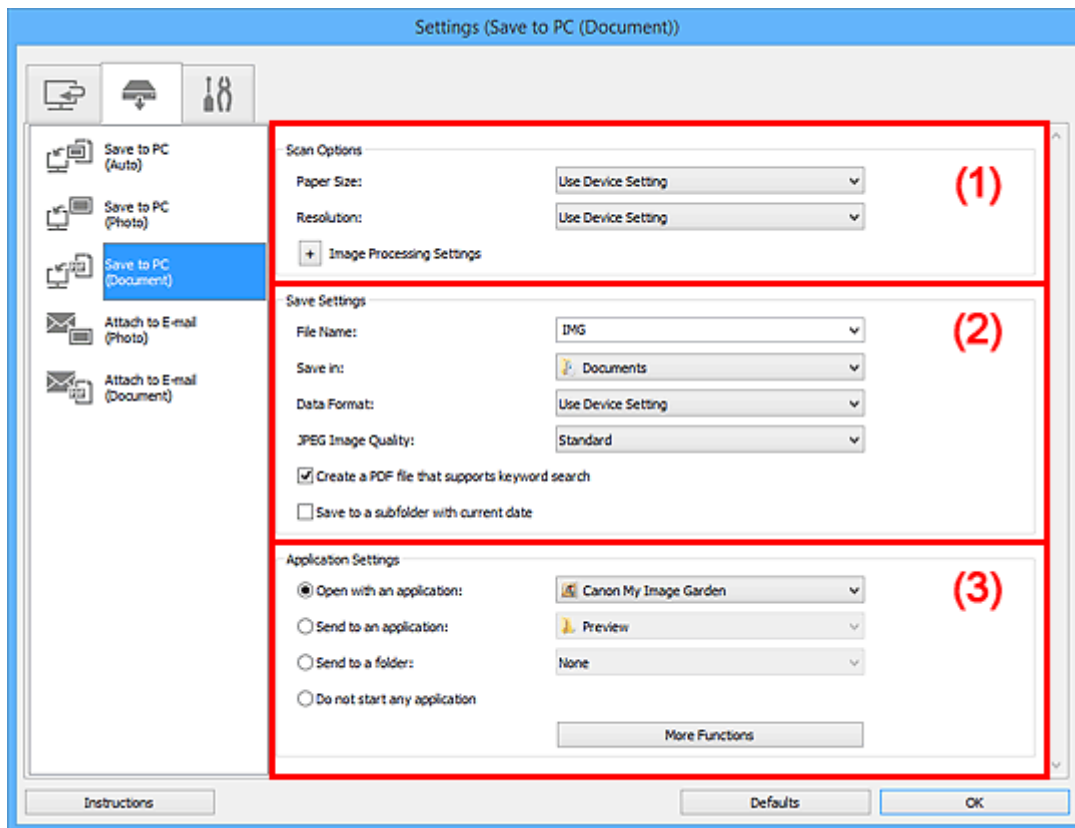 Settings (Save to PC (Document))
Save to PC
(Auto)
Save to PC
(Photo)
Save to PC
(Document)
Attach to E-mail
(Photo)
Attach to E-mail
(Document)
Scan Options
(1)
Paper Size: Use Device Setting
Resolution: Use Device Setting
+ Image Processing Settings
Save Settings
(2)
File Name: IMG
Save in: Documents
Data Format: Use Device Setting
JPEG Image Quality: Standard
Create a PDF file that supports keyword search
Save to a subfolder with current date
Application Settings
(3)
Open with an application: Canon My Image Garden
Send to an application: Preview
Send to a folder: None
Do not start any application
More Functions
Instructions Defaults OK